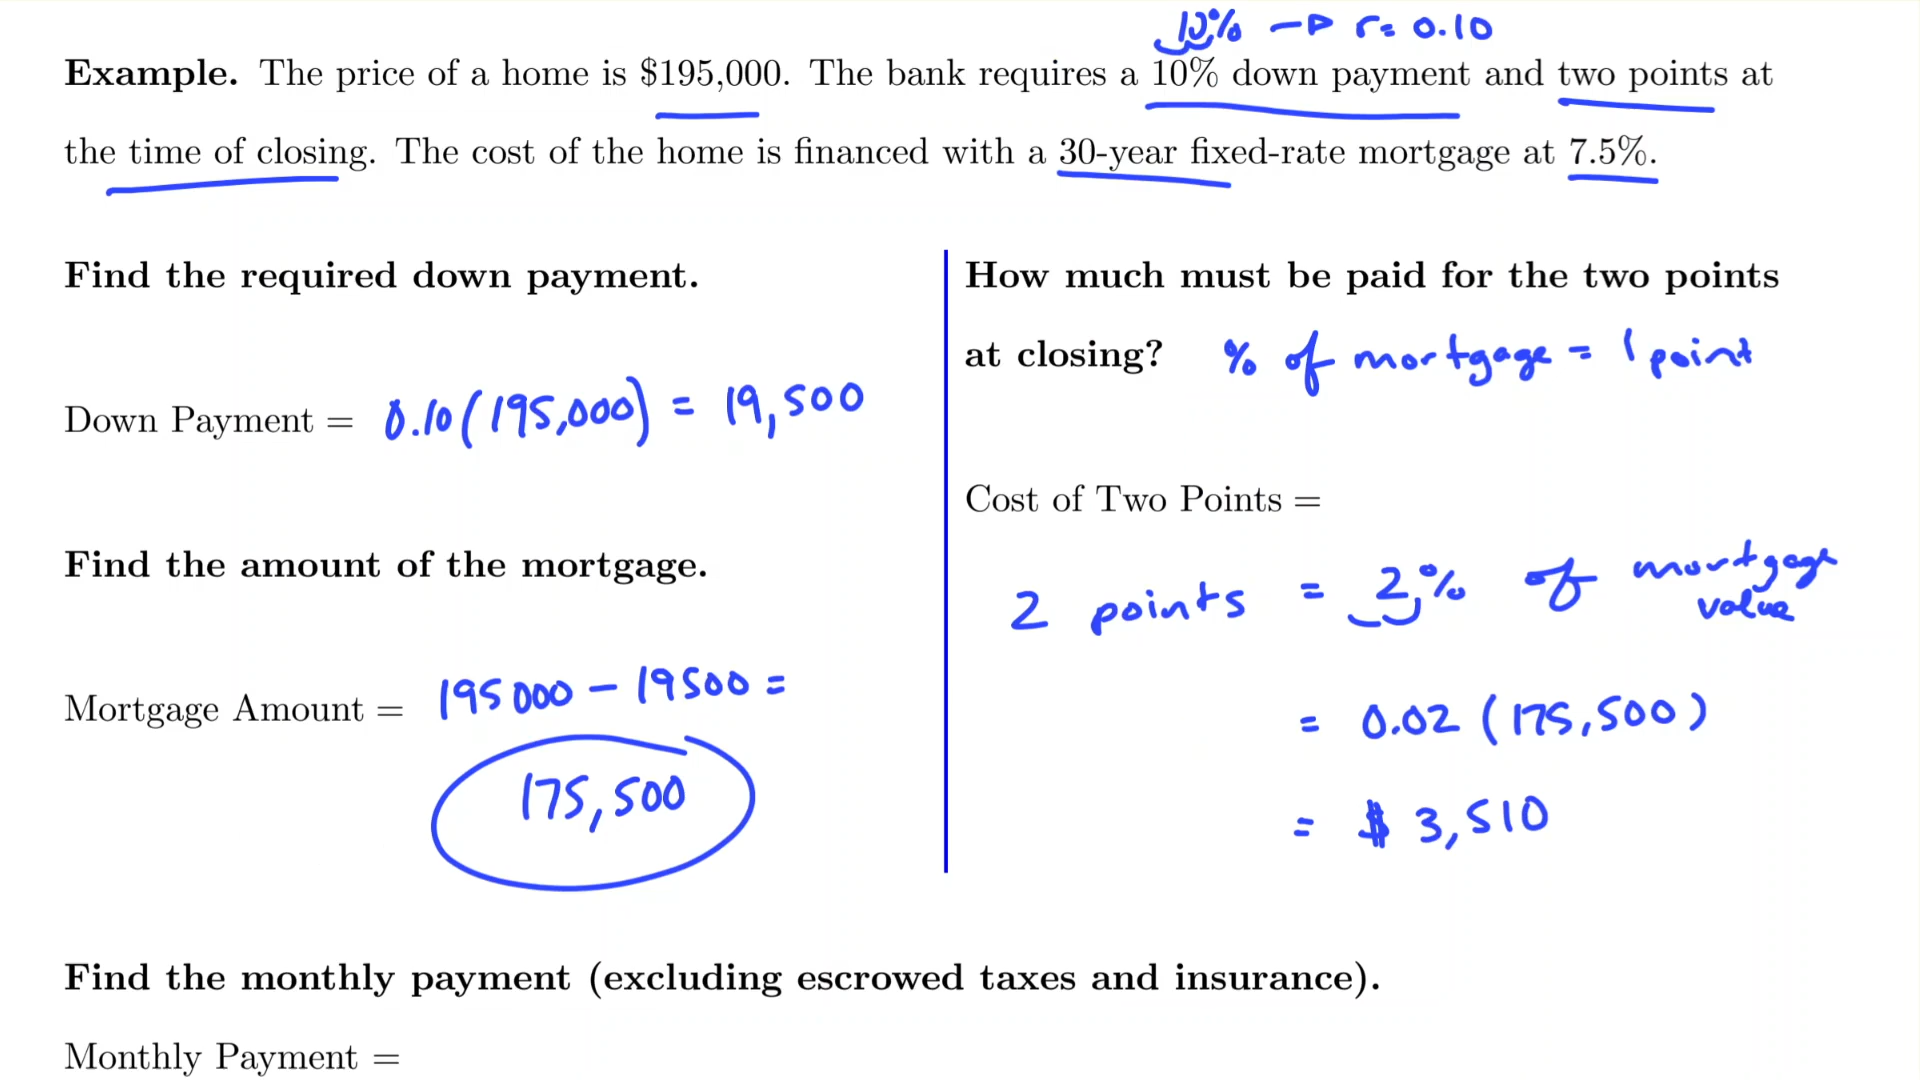 10% → r = 0.10
Example. The price of a home is $195,000. The bank requires a 10% down payment and two points at
the time of closing. The cost of the home is financed with a 30-year fixed-rate mortgage at 7.5%.
Find the required down payment.
Down Payment = 0.10(195,000) = 19,500
Find the amount of the mortgage.
Mortgage Amount = 195000 - 19500 =
175,500
How much must be paid for the two points
at closing? % of mortgage = 1 point
Cost of Two Points =
2 points = 2% of mortgage
value
= 0.02 (175,500)
= $ 3,510
Find the monthly payment (excluding escrowed taxes and insurance).
Monthly Payment =